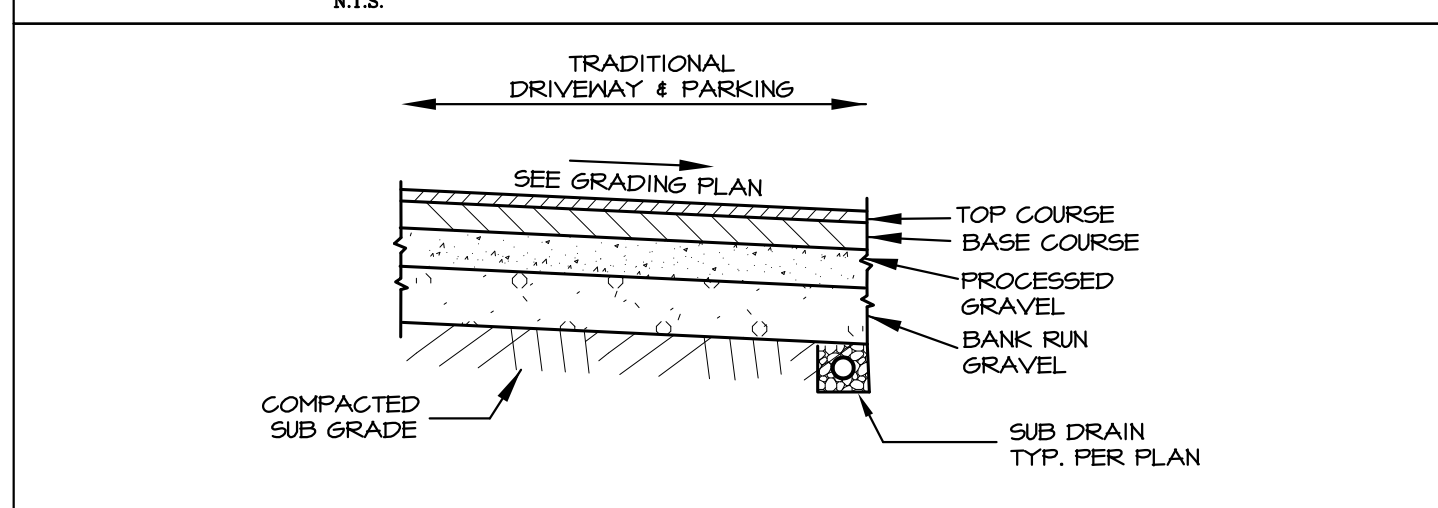 N.T.S.
TRADITIONAL
DRIVEWAY & PARKING
SEE GRADING PLAN
TOP COURSE
BASE COURSE
PROCESSED
GRAVEL
BANK RUN
GRAVEL
COMPACTED
SUB GRADE
SUB DRAIN
TYP. PER PLAN